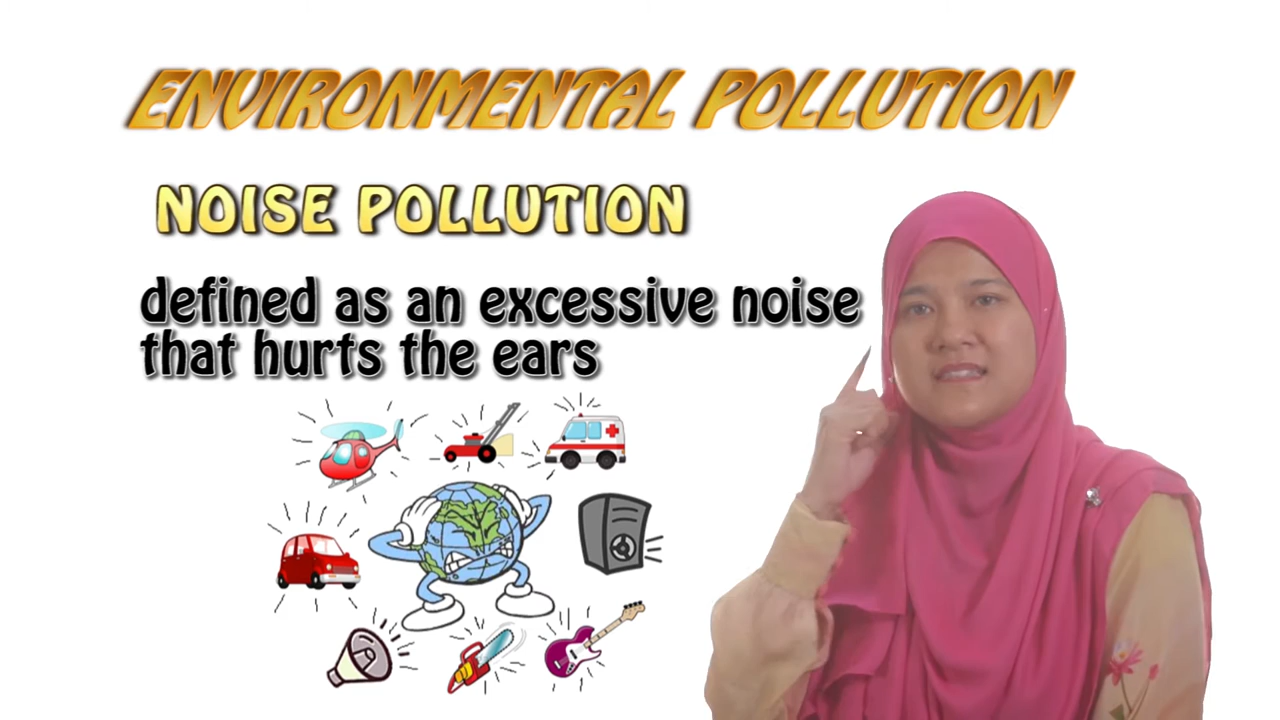 ENVIRONMENTAL POLLUTION
NOISE POLLUTION
defined as an excessive noise
that hurts the ears